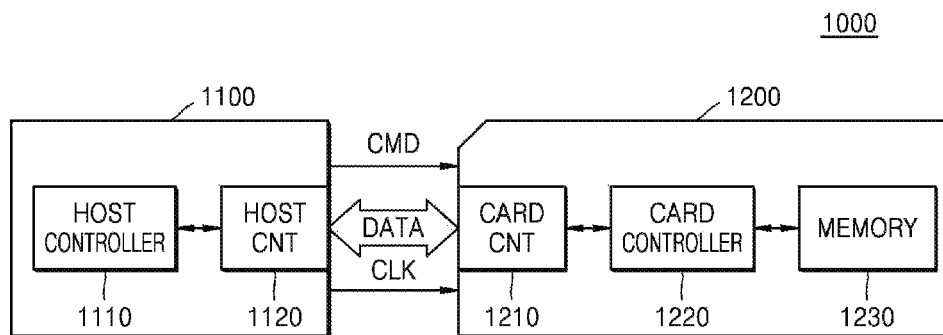 1000
1100
1200
CMD
HOST
CONTROLLER
HOST
CNT
DATA
CARD
CNT
CARD
CONTROLLER
MEMORY
CLK
1110
1120
1210
1220
1230